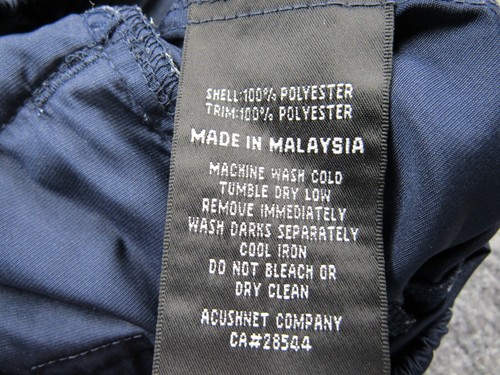 SHELL:100% POLYESTER
TRIM:100% POLYESTER
MADE IN MALAYSIA
MACHINE WASH COLD
TUMBLE DRY LOW
REMOVE IMMEDIATELY
WASH DARKS SEPARATELY
COOL IRON
DO NOT BLEACH OR
DRY CLEAN
ACUSHNET COMPANY
CA#28544